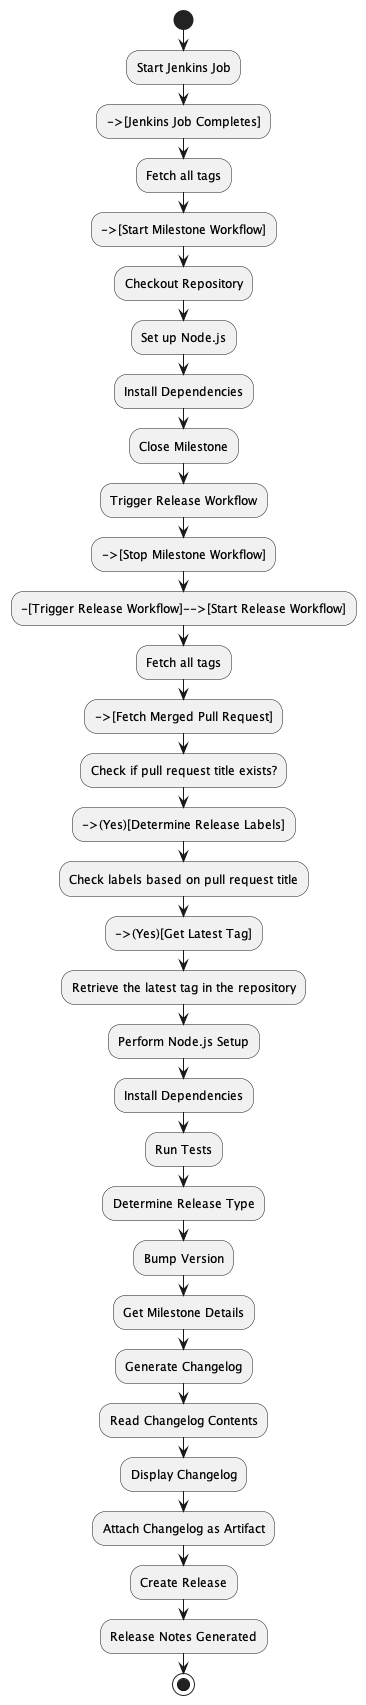 Start Jenkins Job
->[Jenkins Job Completes]
Fetch all tags
->[Start Milestone Workflow]
Checkout Repository
Set up Node.js
Install Dependencies
Close Milestone
Trigger Release Workflow
->[Stop Milestone Workflow]
-[Trigger Release Workflow]-->[Start Release Workflow]
Fetch all tags
->[Fetch Merged Pull Request]
Check if pull request title exists?
->(Yes)[Determine Release Labels]
Check labels based on pull request title
->(Yes)[Get Latest Tag]
Retrieve the latest tag in the repository
Perform Node.js Setup
Install Dependencies
Run Tests
Determine Release Type
Bump Version
Get Milestone Details
Generate Changelog
Read Changelog Contents
Display Changelog
Attach Changelog as Artifact
Create Release
Release Notes Generated